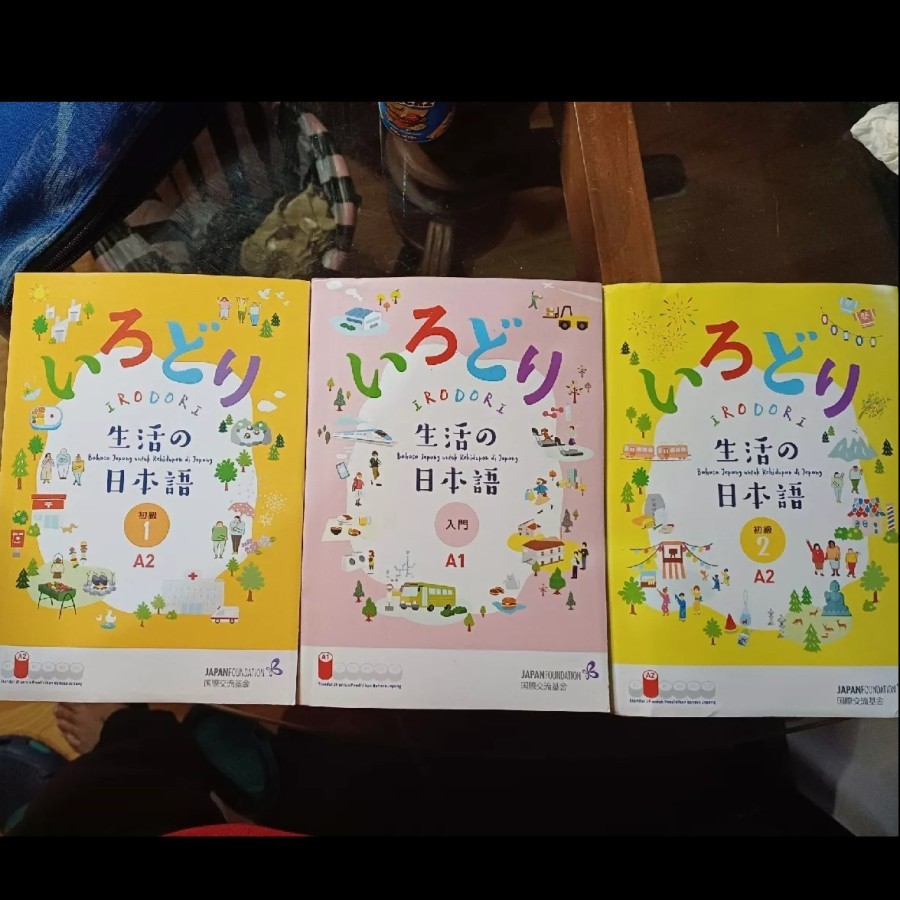 いろどり
IRODORI
生活の
Bahasa Jepang untuk Kehidupan di Jepang
日本語
初級
1
A2
A2
JAPANFOUNDATION
国際交流基金
いろどり
IRODORI
生活の
Bahasa Jepang untuk Kehidupan di Jepang
日本語
入門
A1
A1
JAPANFOUNDATION
国際交流基金
いろどり
IRODORI
生活の
Bahasa Jepang untuk Kehidupan di Jepang
日本語
初級
2
A2
A2
JAPANFOUNDATION
国際交流基金